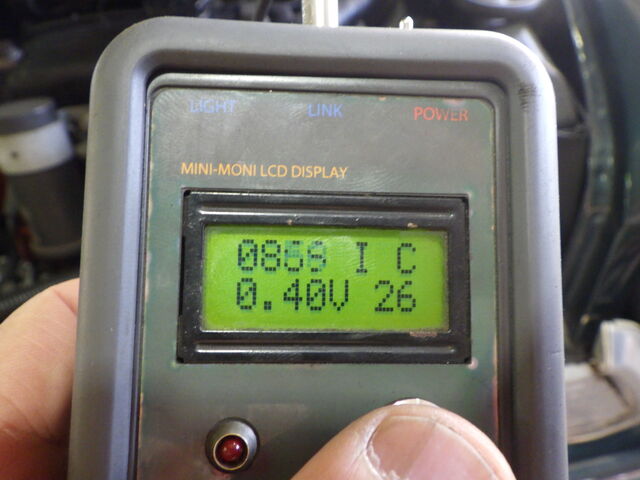 LIGHT LINK POWER
MINI-MONI LCD DISPLAY
0859 I C
0.40V 26